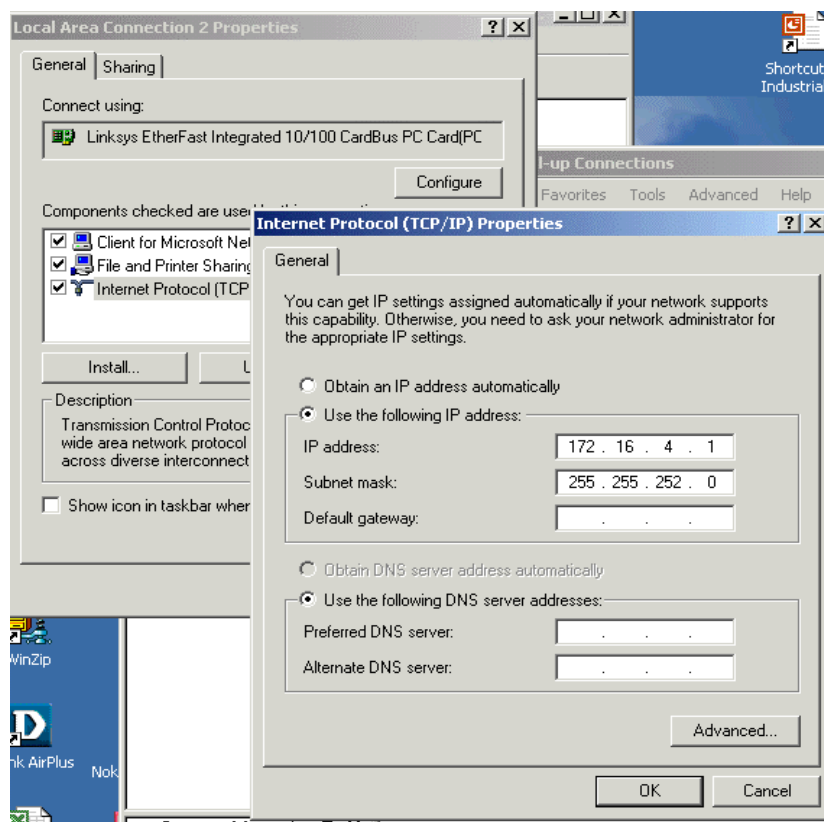 Local Area Connection 2 Properties
General
Sharing
Connect using:
Linksys EtherFast Integrated 10/100 CardBus PC Card(PC
Configure
Components checked are used
Client for Microsoft Net
File and Printer Sharing
Internet Protocol (TCP
Install...
Description
Transmission Control Protoc
wide area network protocol
across diverse interconnect
Show icon in taskbar wher
Shortcut
Industrial
l-up Connections
Favorites Tools Advanced Help
Internet Protocol (TCP/IP) Properties
General
You can get IP settings assigned automatically if your network supports
this capability. Otherwise, you need to ask your network administrator for
the appropriate IP settings.
Obtain an IP address automatically
Use the following IP address:
IP address: 172 . 16 . 4 . 1
Subnet mask: 255 . 255 . 252 . 0
Default gateway: . . .
Obtain DNS server address automatically
Use the following DNS server addresses:
Preferred DNS server: . . .
Alternate DNS server: . . .
Advanced...
OK
Cancel
WinZip
nk AirPlus
Nok